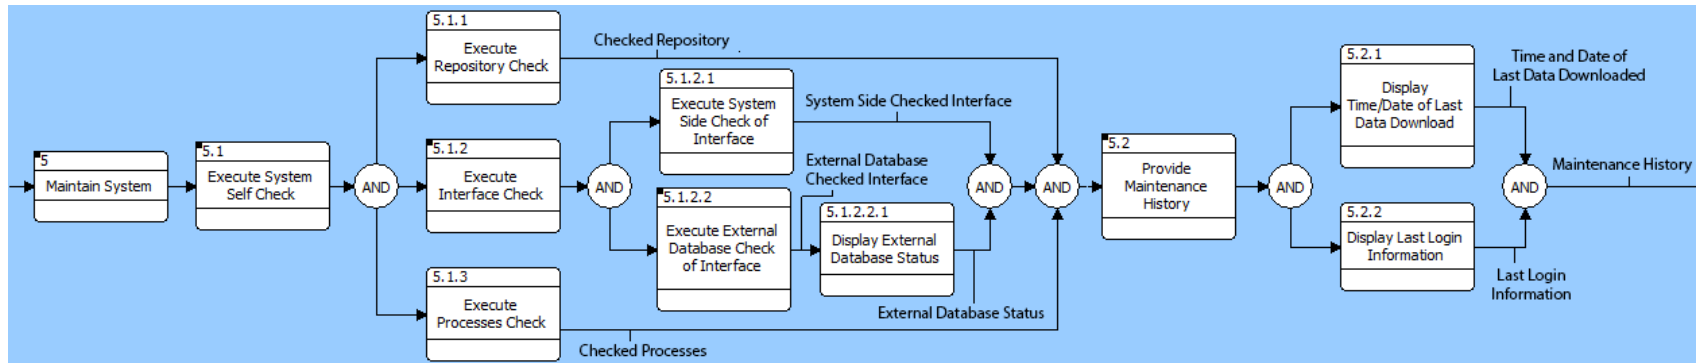 5
Maintain System
5.1
Execute System
Self Check
AND
5.1.1
Execute
Repository Check
Checked Repository
5.1.2
Execute
Interface Check
5.1.3
Execute
Processes Check
Checked Processes
AND
5.1.2.1
Execute System
Side Check of
Interface
System Side Checked Interface
5.1.2.2
Execute External
Database Check
of Interface
External Database
Checked Interface
5.1.2.2.1
Display External
Database Status
External Database Status
AND
AND
5.2
Provide
Maintenance
History
AND
5.2.1
Display
Time/Date of Last
Data Download
Time and Date of
Last Data Downloaded
5.2.2
Display Last Login
Information
Last Login
Information
AND
Maintenance History